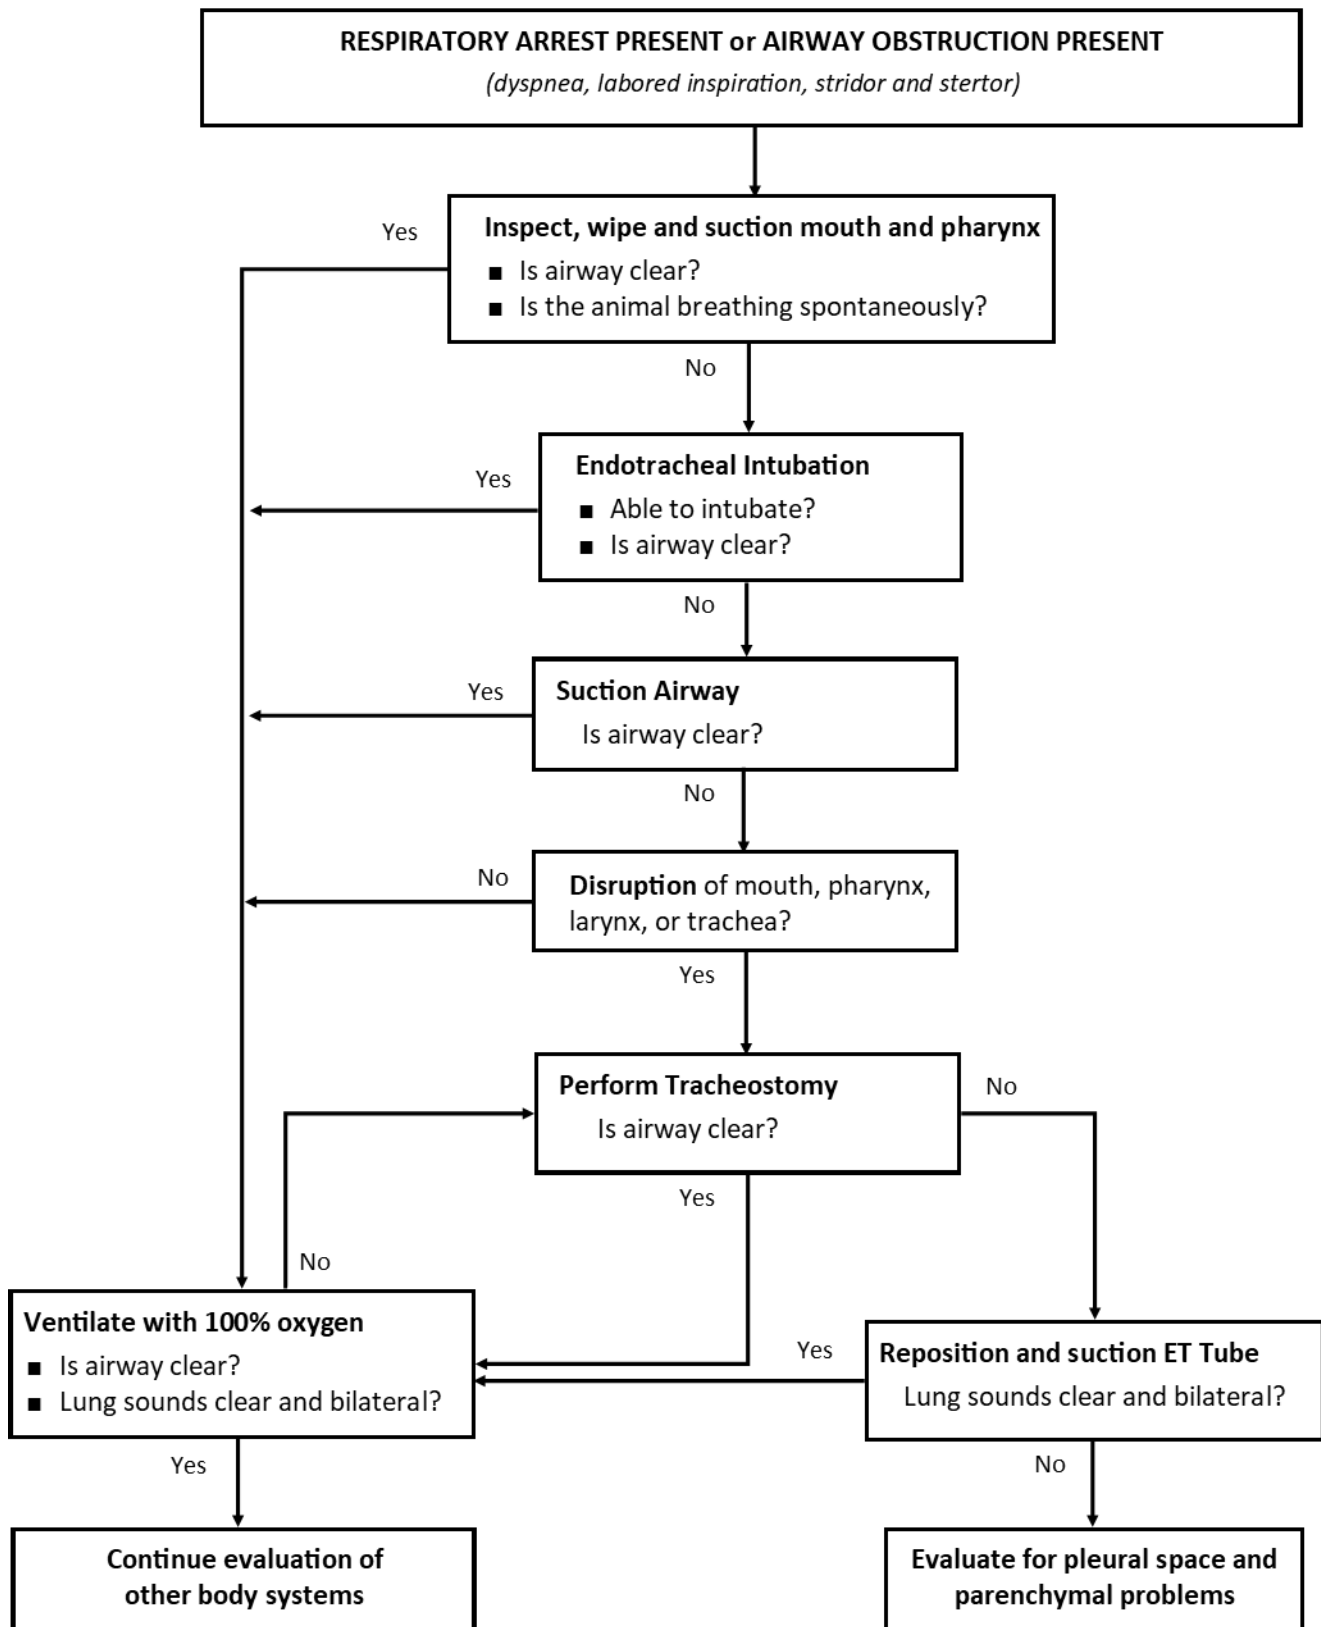 RESPIRATORY ARREST PRESENT or AIRWAY OBSTRUCTION PRESENT
(dyspnea, labored inspiration, stridor and stertor)
Yes
Inspect, wipe and suction mouth and pharynx
■ Is airway clear?
■ Is the animal breathing spontaneously?
No
Yes
Endotracheal Intubation
■ Able to intubate?
■ Is airway clear?
No
Yes
Suction Airway
Is airway clear?
No
No
Disruption of mouth, pharynx,
larynx, or trachea?
Yes
Perform Tracheostomy
Is airway clear?
No
Yes
No
Ventilate with 100% oxygen
■ Is airway clear?
■ Lung sounds clear and bilateral?
Yes
Reposition and suction ET Tube
Lung sounds clear and bilateral?
Yes
No
Continue evaluation of
other body systems
Evaluate for pleural space and
parenchymal problems